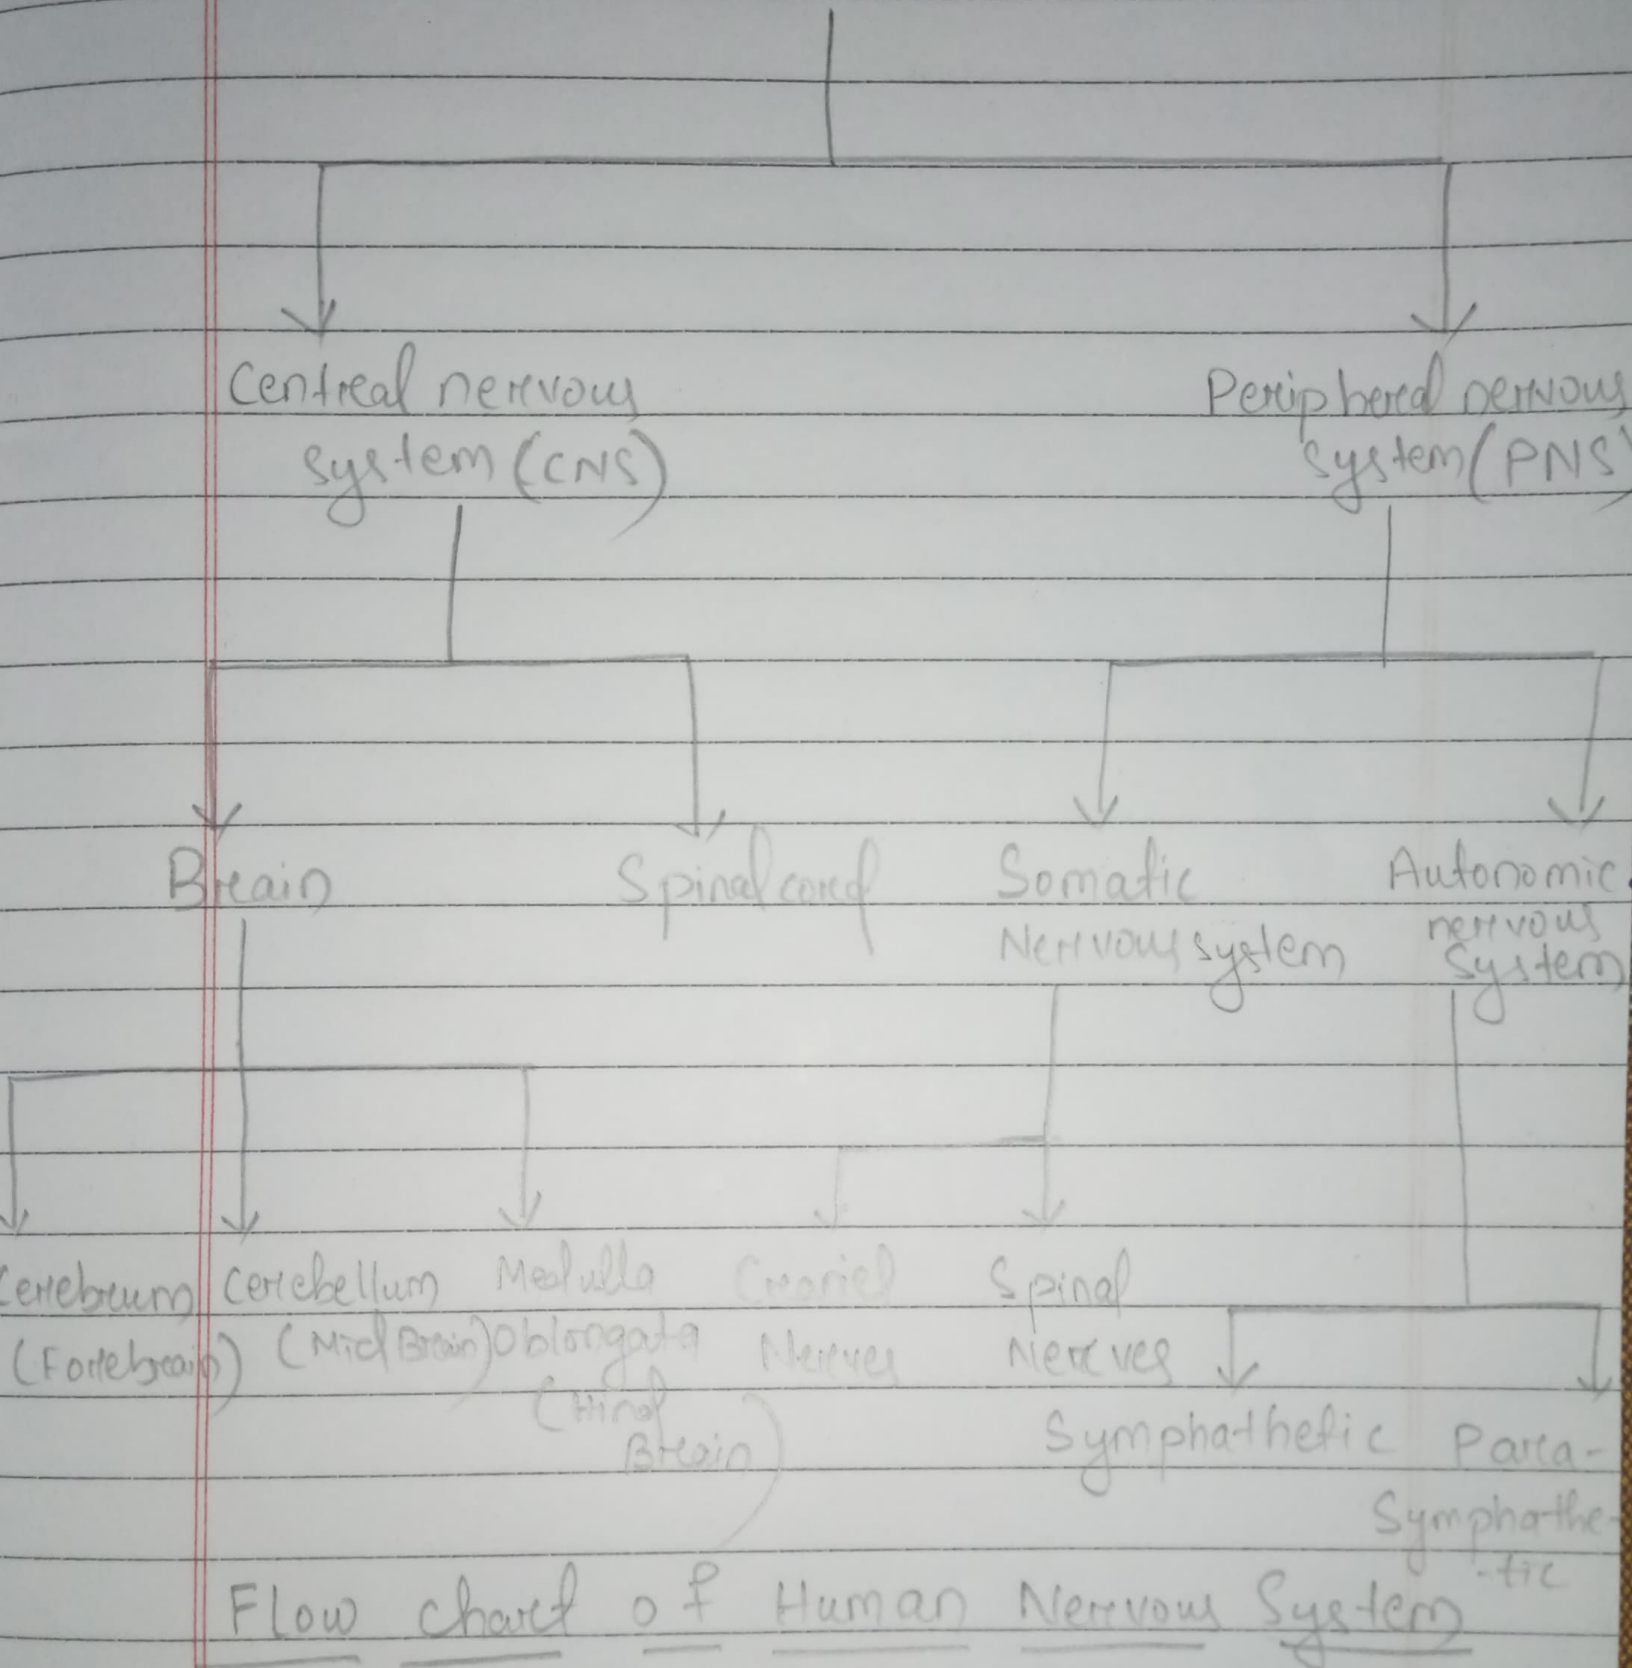 Central nervous
system (CNS)
Peripheral nervous
system (PNS)
Brain
Spinal cord
Somatic
Nervous system
Autonomic
nervous
System
Cerebrum
(Forebrain)
Cerebellum
(Mid Brain)
Medulla
Oblongata
(Hind
Brain)
Cranial
Nerves
Spinal
Nerves
Symphathetic
Para-
Symphathe-
-tic
Flow chart of Human Nervous System